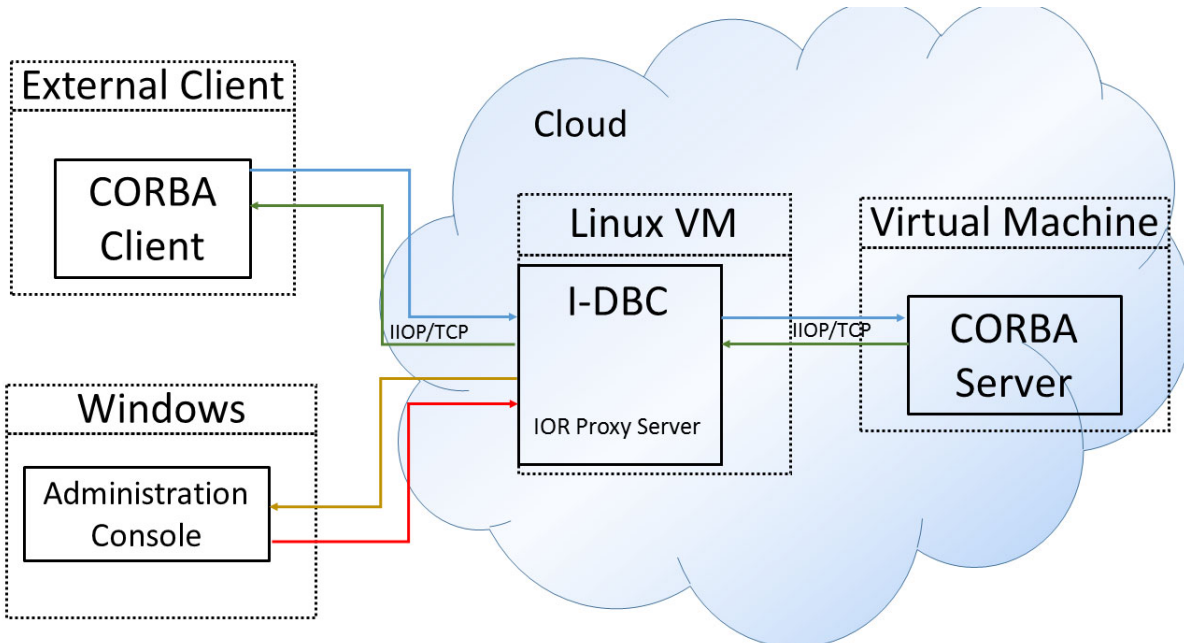 External Client
CORBA
Client
Cloud
Linux VM
I-DBC
IOR Proxy Server
IIOP/TCP
IIOP/TCP
Virtual Machine
CORBA
Server
Windows
Administration
Console